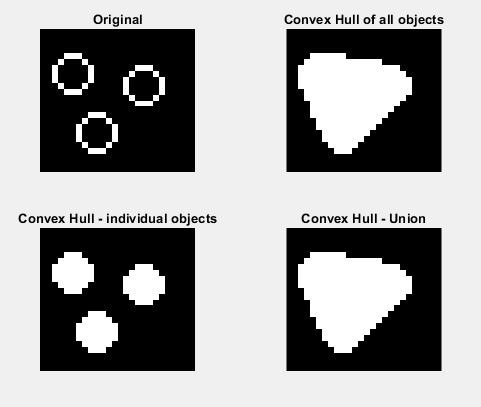 Original
Convex Hull of all objects
Convex Hull - individual objects
Convex Hull - Union